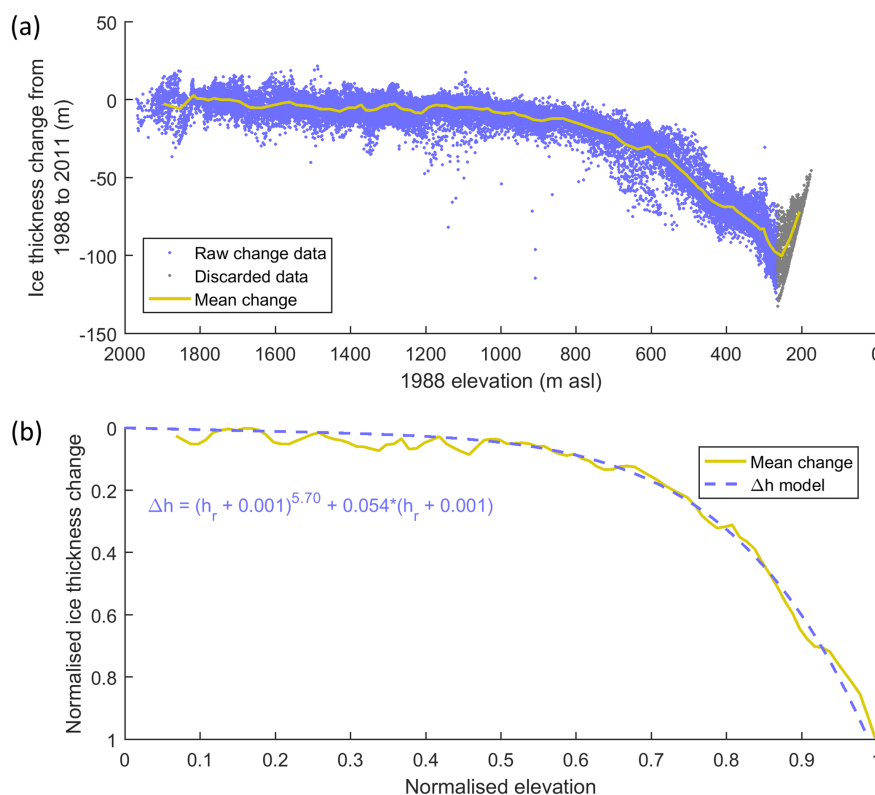 (a)
Ice thickness change from
1988 to 2011 (m)
50
0
-50
-100
-150
Raw change data
Discarded data
Mean change
2000 1800 1600 1400 1200 1000 800 600 400 200 0
1988 elevation (m asl)
(b)
Normalised ice thickness change
0
0.2
0.4
0.6
0.8
1
Mean change
Δh model
Δh = (h_r + 0.001)^5.70 + 0.054*(h_r + 0.001)
0 0.1 0.2 0.3 0.4 0.5 0.6 0.7 0.8 0.9 1
Normalised elevation